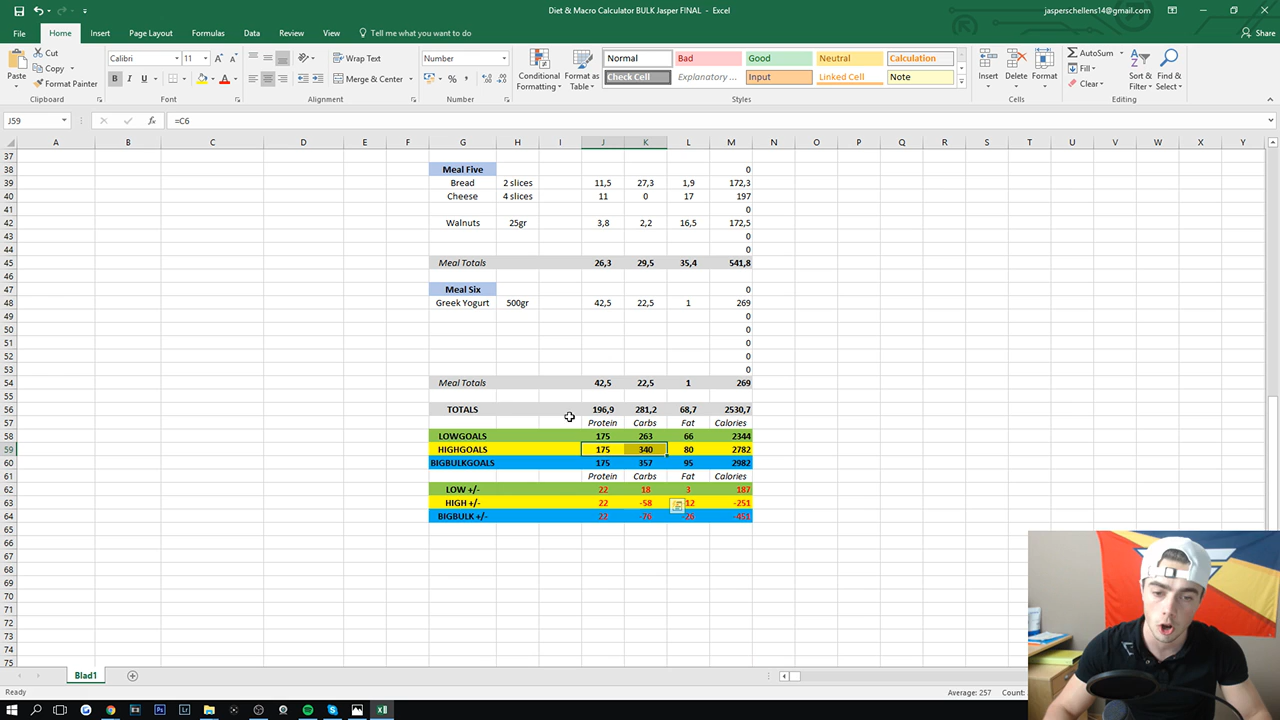 Diet & Macro Calculator BULK Jasper FINAL - Excel
jasperschellens14@gmail.com
File Home Insert Page Layout Formulas Data Review View Tell me what you want to do Share
Paste Cut Copy Format Painter Clipboard
Calibri 11 B I U Font
Wrap Text Merge & Center Alignment
Number % Number
Conditional Formatting Format as Table
Normal Bad Good Neutral Calculation
Check Cell Explanatory ... Input Linked Cell Note
Styles
Insert Delete Format Cells
AutoSum Fill Clear Sort & Filter Find & Select Editing
J59 fx =C6
A B C D E F G H I J K L M N O P Q R S T U V W X Y
37
38 Meal Five 0
39 Bread 2 slices 11,5 27,3 1,9 172,3
40 Cheese 4 slices 11 0 17 197
41 0
42 Walnuts 25gr 3,8 2,2 16,5 172,5
43 0
44 0
45 Meal Totals 26,3 29,5 35,4 541,8
46
47 Meal Six 0
48 Greek Yogurt 500gr 42,5 22,5 1 269
49 0
50 0
51 0
52 0
53 0
54 Meal Totals 42,5 22,5 1 269
55
56 TOTALS 196,9 281,2 68,7 2530,7
57 Protein Carbs Fat Calories
58 LOWGOALS 175 263 66 2344
59 HIGHGOALS 175 340 80 2782
60 BIGBULKGOALS 175 357 95 2982
61 Protein Carbs Fat Calories
62 LOW +/- 22 18 3 187
63 HIGH +/- 22 -58 12 -251
64 BIGBULK +/- 22 -76 -26 -451
65
66
67
68
69
70
71
72
73
74
75
Blad1
Ready Average: 257 Count: